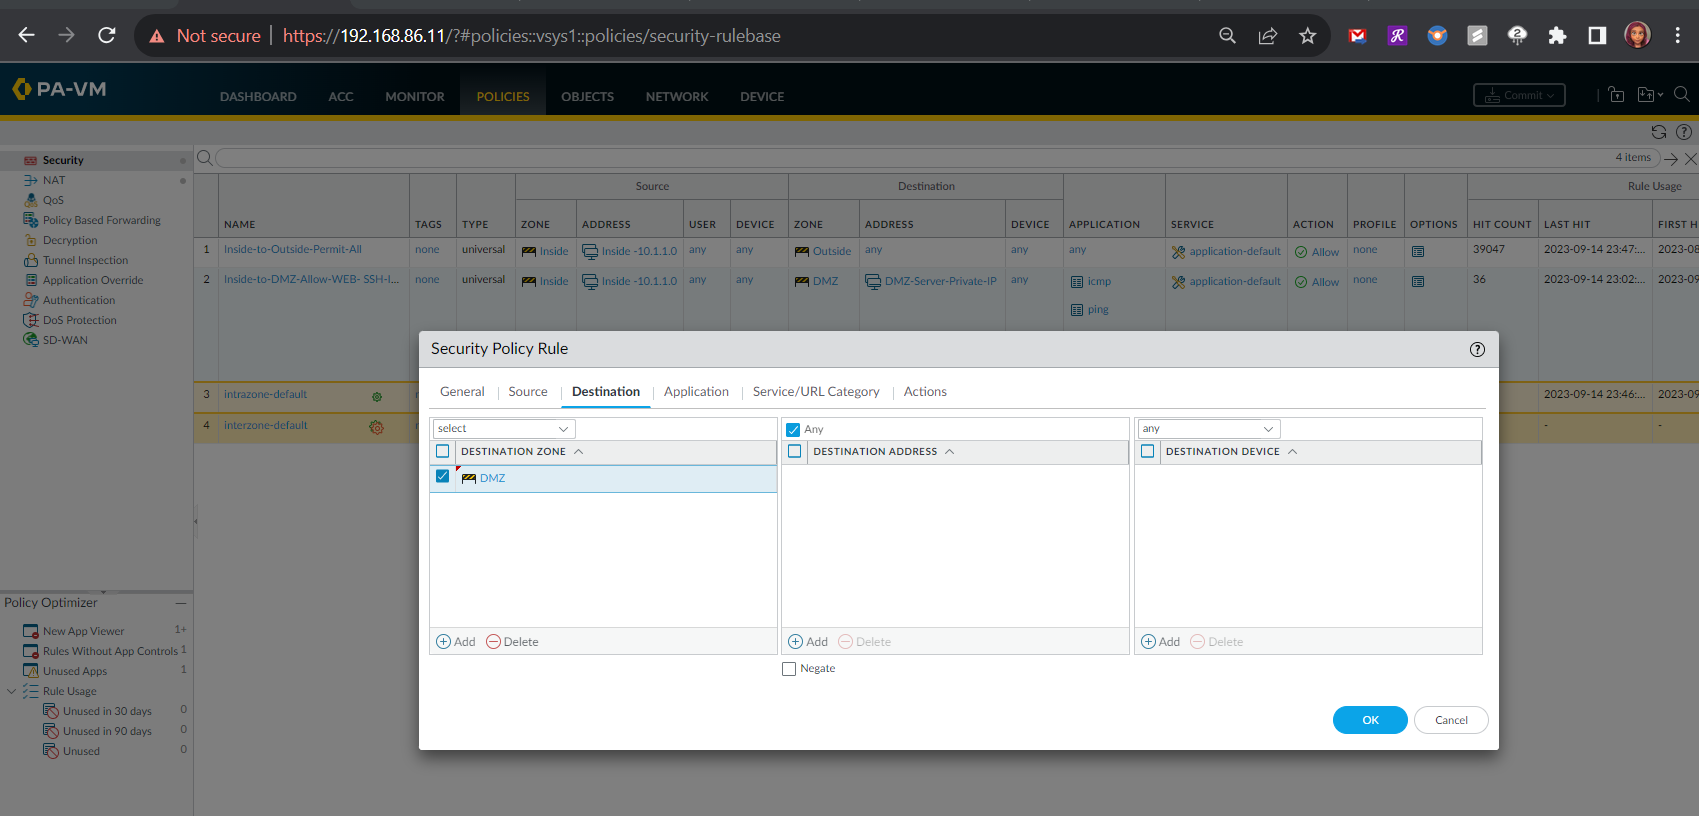 Not secure https://192.168.86.11/?#policies::vsys1::policies/security-rulebase
PA-VM
DASHBOARD ACC MONITOR POLICIES OBJECTS NETWORK DEVICE Commit
Security
NAT
QoS
Policy Based Forwarding
Decryption
Tunnel Inspection
Application Override
Authentication
DoS Protection
SD-WAN
4 items
Source Destination Rule Usage
NAME TAGS TYPE ZONE ADDRESS USER DEVICE ZONE ADDRESS DEVICE APPLICATION SERVICE ACTION PROFILE OPTIONS HIT COUNT LAST HIT FIRST H
1 Inside-to-Outside-Permit-All none universal Inside Inside -10.1.1.0 any any Outside any any any application-default Allow none 39047 2023-09-14 23:47:... 2023-08
2 Inside-to-DMZ-Allow-WEB- SSH-I... none universal Inside Inside -10.1.1.0 any any DMZ DMZ-Server-Private-IP any icmp application-default Allow none 36 2023-09-14 23:02:... 2023-09
ping
3 intrazone-default 2023-09-14 23:46:... 2023-09
4 interzone-default - -
Security Policy Rule
General Source Destination Application Service/URL Category Actions
select Any any
DESTINATION ZONE DESTINATION ADDRESS DESTINATION DEVICE
DMZ
Add Delete Add Delete Add Delete
Negate
OK Cancel
Policy Optimizer
New App Viewer 1+
Rules Without App Controls 1
Unused Apps 1
Rule Usage
Unused in 30 days 0
Unused in 90 days 0
Unused 0